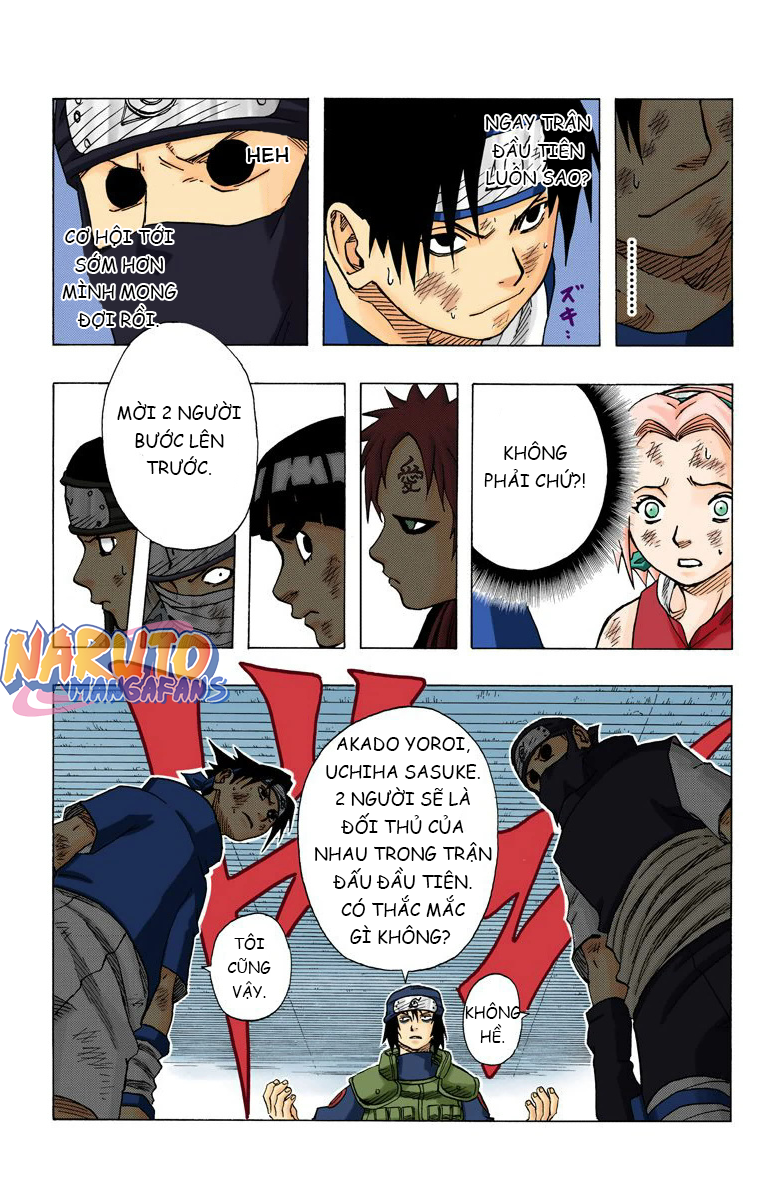 HEH
CƠ HỘI TỚI
SỚM HƠN
MÌNH MONG
ĐỢI RỒI.
NGAY TRẬN
ĐẦU TIÊN
LUÔN SAO?
ズキ…
............
MỜI 2 NGƯỜI
BƯỚC LÊN
TRƯỚC.
愛
KHÔNG
PHẢI CHỨ?!
NARUTO
MANGAFANS
AKADO YOROI,
UCHIHA SASUKE.
2 NGƯỜI SẼ LÀ
ĐỐI THỦ CỦA
NHAU TRONG TRẬN
ĐẤU ĐẦU TIÊN.
CÓ THẮC MẮC
GÌ KHÔNG?
TÔI
CŨNG
VẬY.
KHÔNG
HỀ.